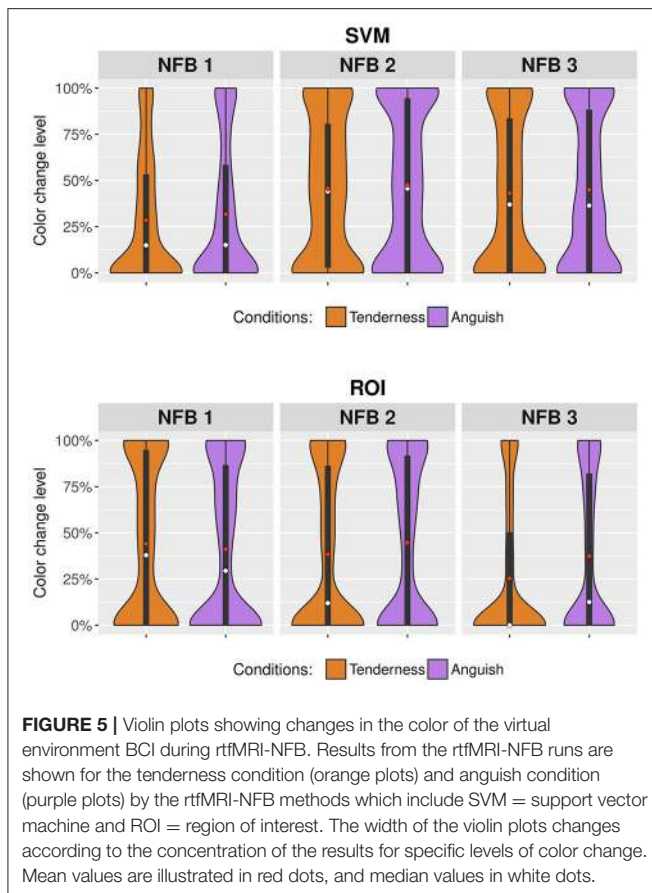 SVM
NFB 1 NFB 2 NFB 3
100%
75%
50%
25%
0%
Color change level
Conditions: Tenderness Anguish
ROI
NFB 1 NFB 2 NFB 3
100%
75%
50%
25%
0%
Color change level
Conditions: Tenderness Anguish
FIGURE 5 | Violin plots showing changes in the color of the virtual
environment BCI during rtfMRI-NFB. Results from the rtfMRI-NFB runs are
shown for the tenderness condition (orange plots) and anguish condition
(purple plots) by the rtfMRI-NFB methods which include SVM = support vector
machine and ROI = region of interest. The width of the violin plots changes
according to the concentration of the results for specific levels of color change.
Mean values are illustrated in red dots, and median values in white dots.